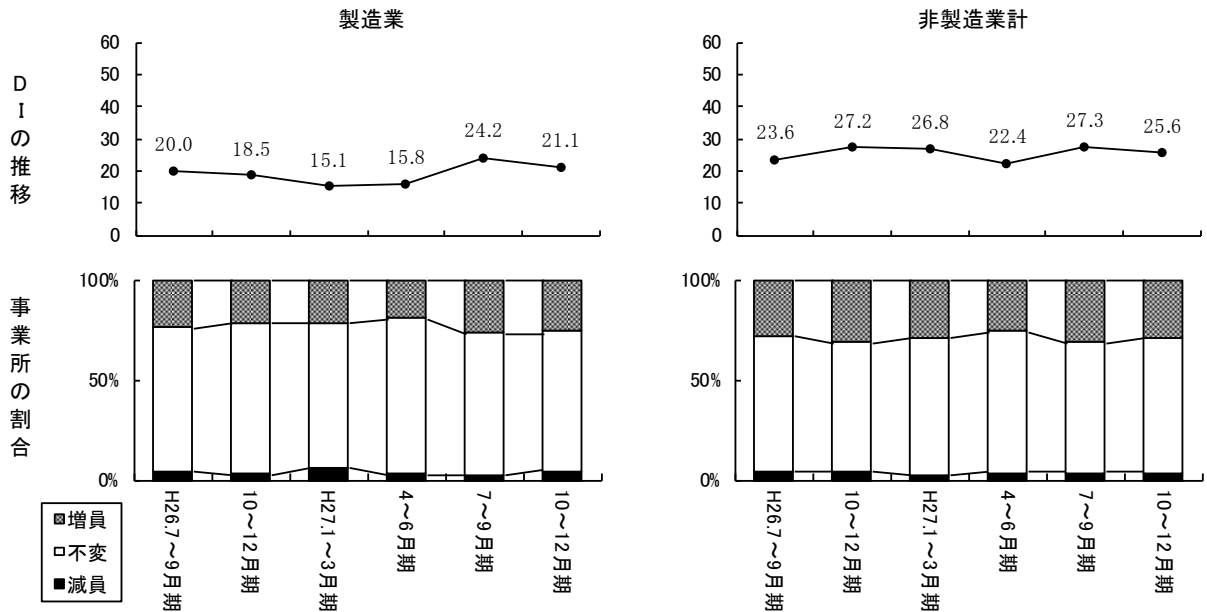 製造業
DIの推移
60
50
40
30
20
10
0
20.0
18.5
15.1
15.8
24.2
21.1
非製造業計
60
50
40
30
20
10
0
23.6
27.2
26.8
22.4
27.3
25.6
事業所の割合
100%
50%
0%
H26.7～9月期
10～12月期
H27.1～3月期
4～6月期
7～9月期
10～12月期
100%
50%
0%
H26.7～9月期
10～12月期
H27.1～3月期
4～6月期
7～9月期
10～12月期
増員
不変
減員